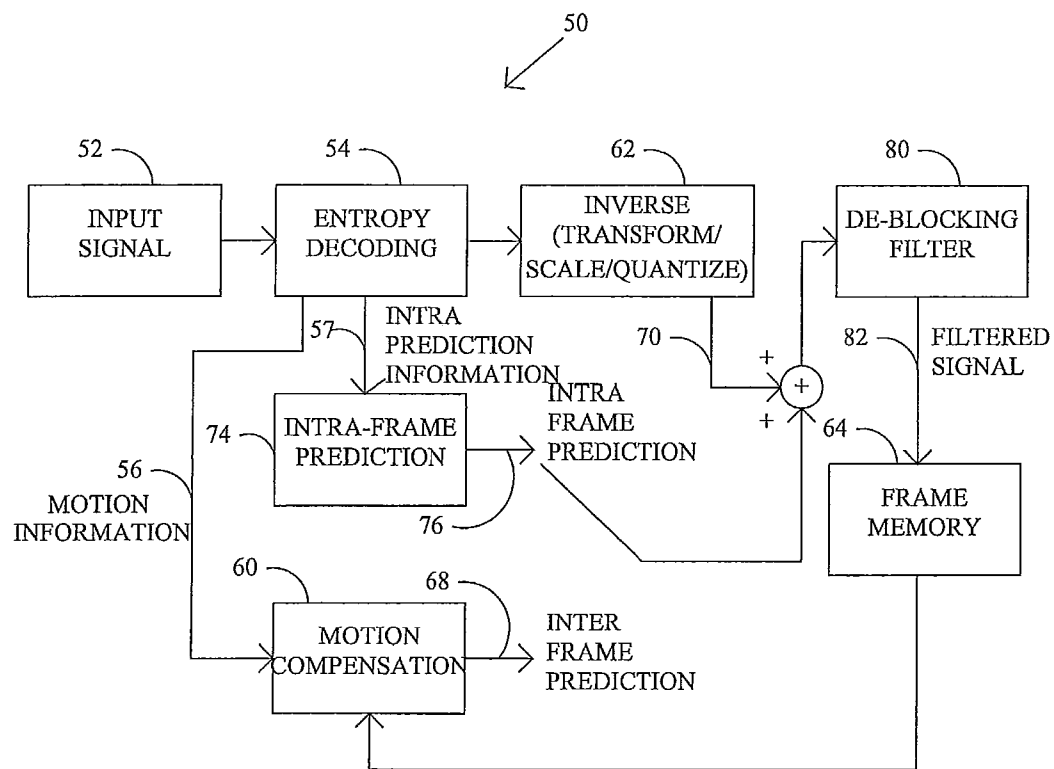 50
52
54
62
80
INPUT
SIGNAL
ENTROPY
DECODING
INVERSE
(TRANSFORM/
SCALE/QUANTIZE)
DE-BLOCKING
FILTER
57
INTRA
PREDICTION
INFORMATION
70
+
+
+
82
FILTERED
SIGNAL
74
INTRA-FRAME
PREDICTION
76
INTRA
FRAME
PREDICTION
64
FRAME
MEMORY
56
MOTION
INFORMATION
60
MOTION
COMPENSATION
68
INTER
FRAME
PREDICTION